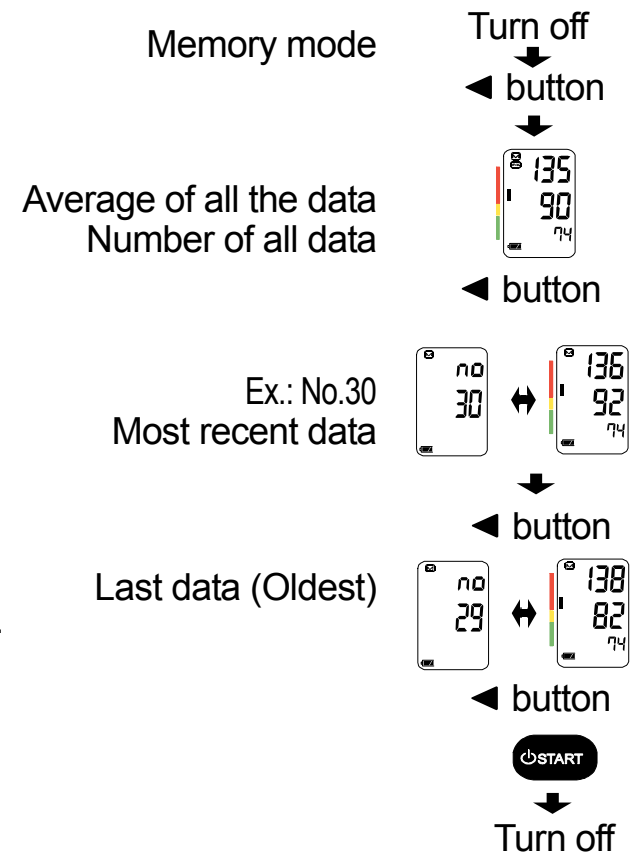 Turn off
Memory mode
◄ button
135
90
74
Average of all the data
Number of all data
◄ button
no
30
136
92
74
Ex.: No.30
Most recent data
◄ button
Last data (Oldest)
no
29
138
82
74
◄ button
START
Turn off